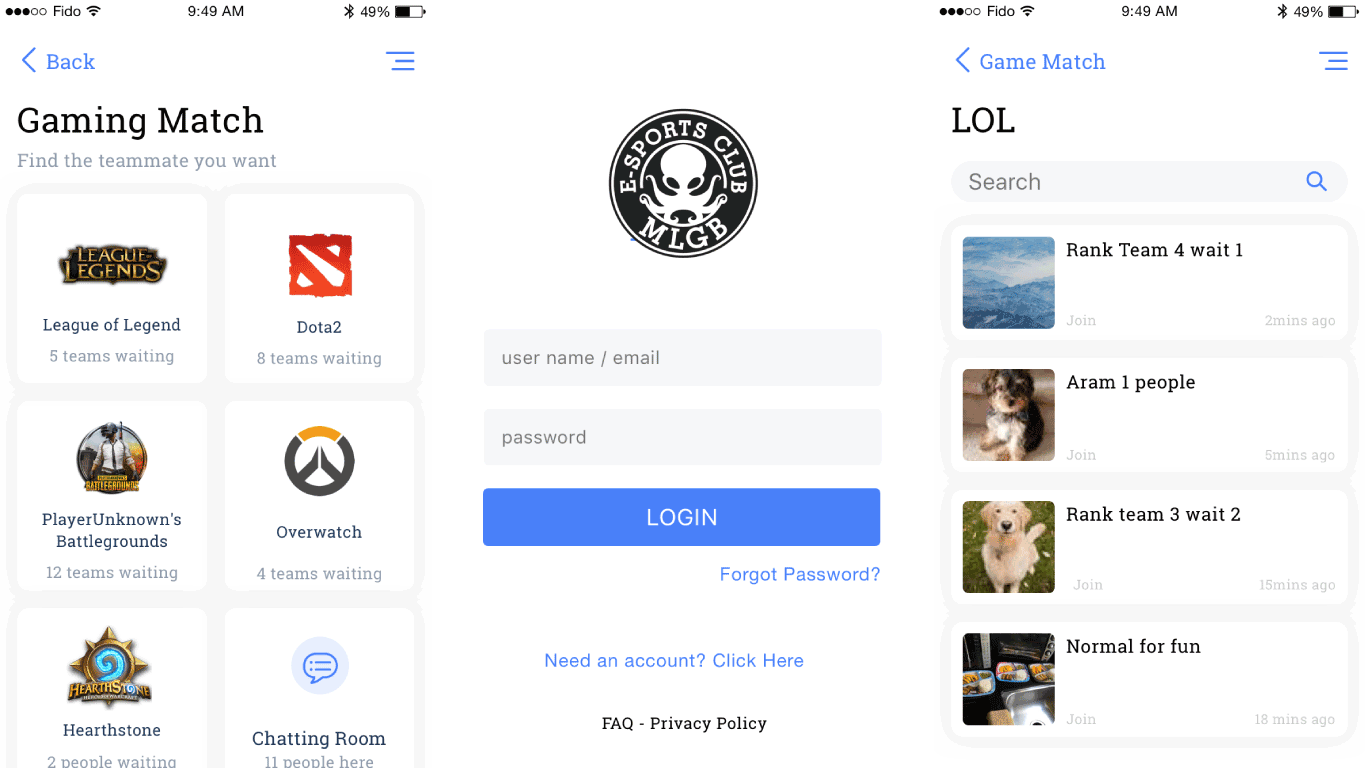 Fido 9:49 AM 49%
Back
Gaming Match
Find the teammate you want
LEAGUE OF LEGENDS
League of Legend
5 teams waiting
Dota2
8 teams waiting
PLAYERUNKNOWN'S
BATTLEGROUNDS
PlayerUnknown's
Battlegrounds
12 teams waiting
Overwatch
4 teams waiting
HEARTHSTONE
HEROES OF WARCRAFT
Hearthstone
2 people waiting
Chatting Room
11 people here
E-SPORTS CLUB
MLGB
user name / email
password
LOGIN
Forgot Password?
Need an account? Click Here
FAQ - Privacy Policy
Fido 9:49 AM 49%
Game Match
LOL
Search
Rank Team 4 wait 1
Join 2mins ago
Aram 1 people
Join 5mins ago
Rank team 3 wait 2
Join 15mins ago
Normal for fun
Join 18 mins ago